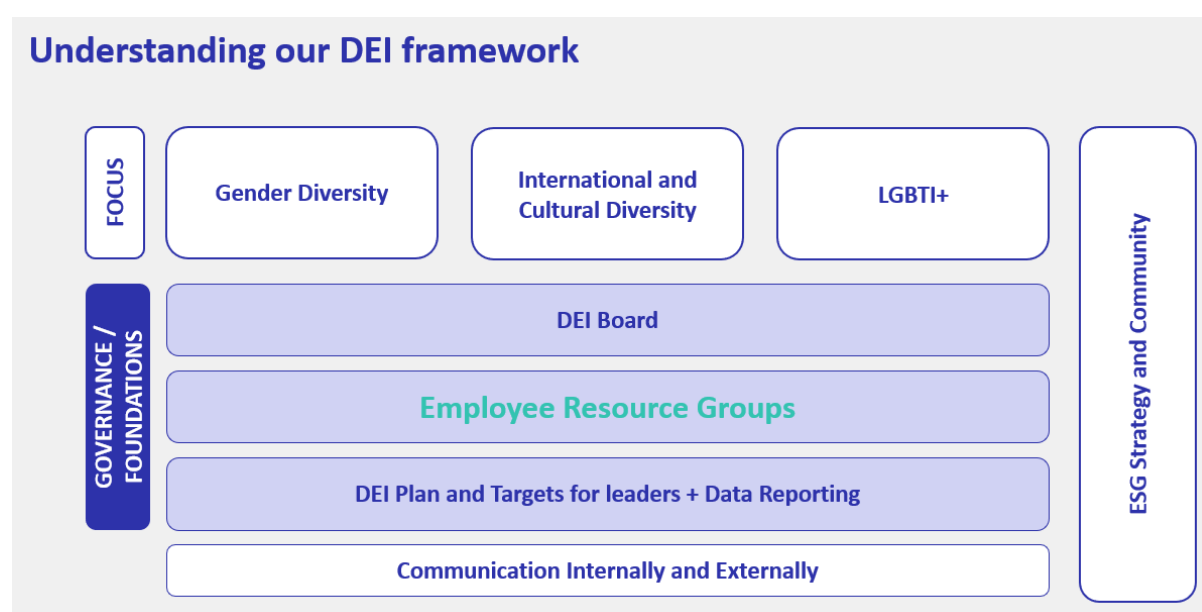 Understanding our DEI framework
FOCUS
Gender Diversity
International and
Cultural Diversity
LGBTI+
GOVERNANCE /
FOUNDATIONS
DEI Board
Employee Resource Groups
DEI Plan and Targets for leaders + Data Reporting
Communication Internally and Externally
ESG Strategy and Community